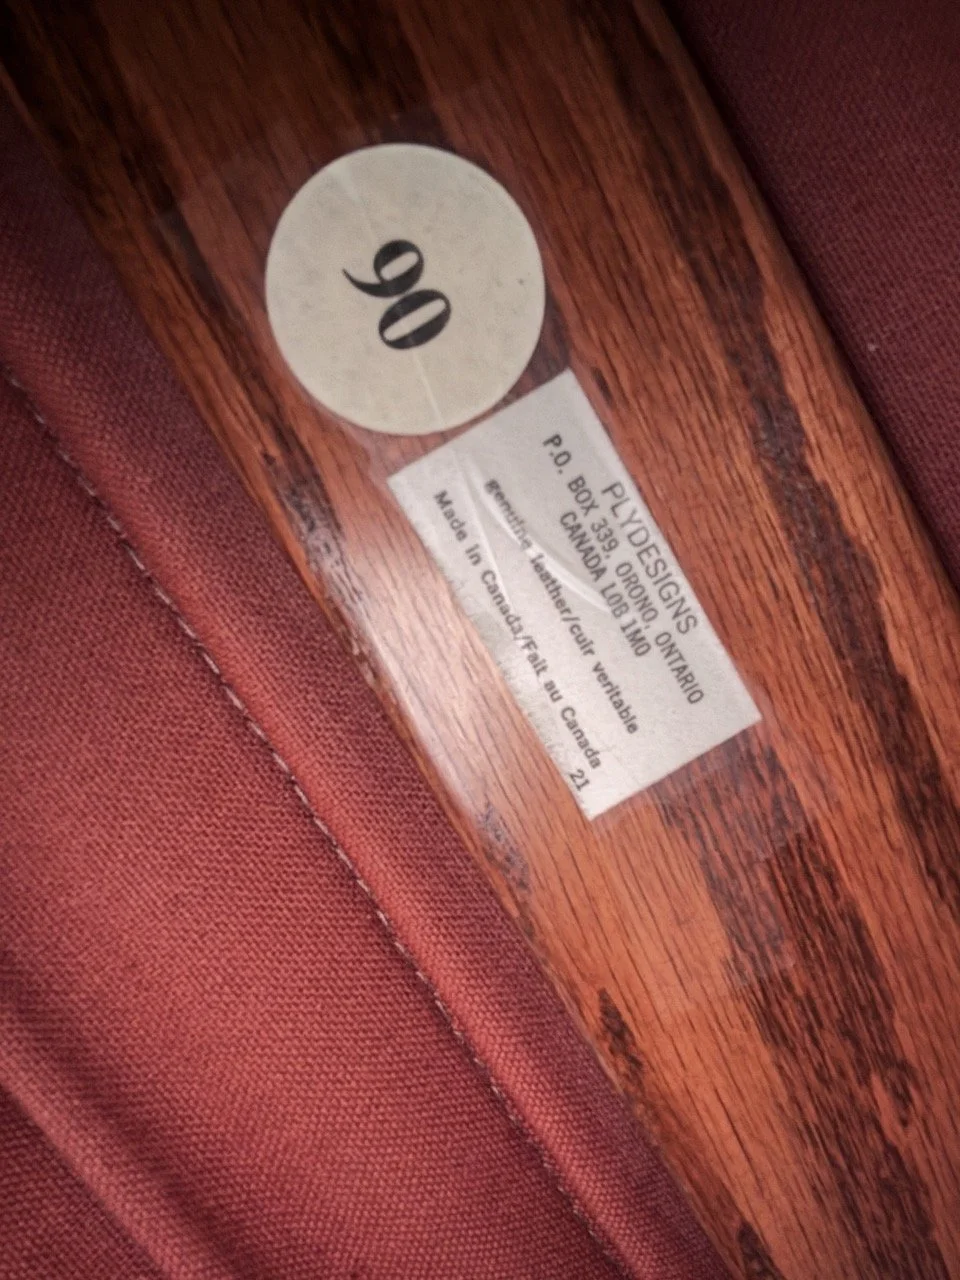 90
PLYDESIGNS
P.O. BOX 339, ORONO, ONTARIO
CANADA L0B 1M0
genuine leather/cuir veritable
Made in Canada/Fait au Canada
21